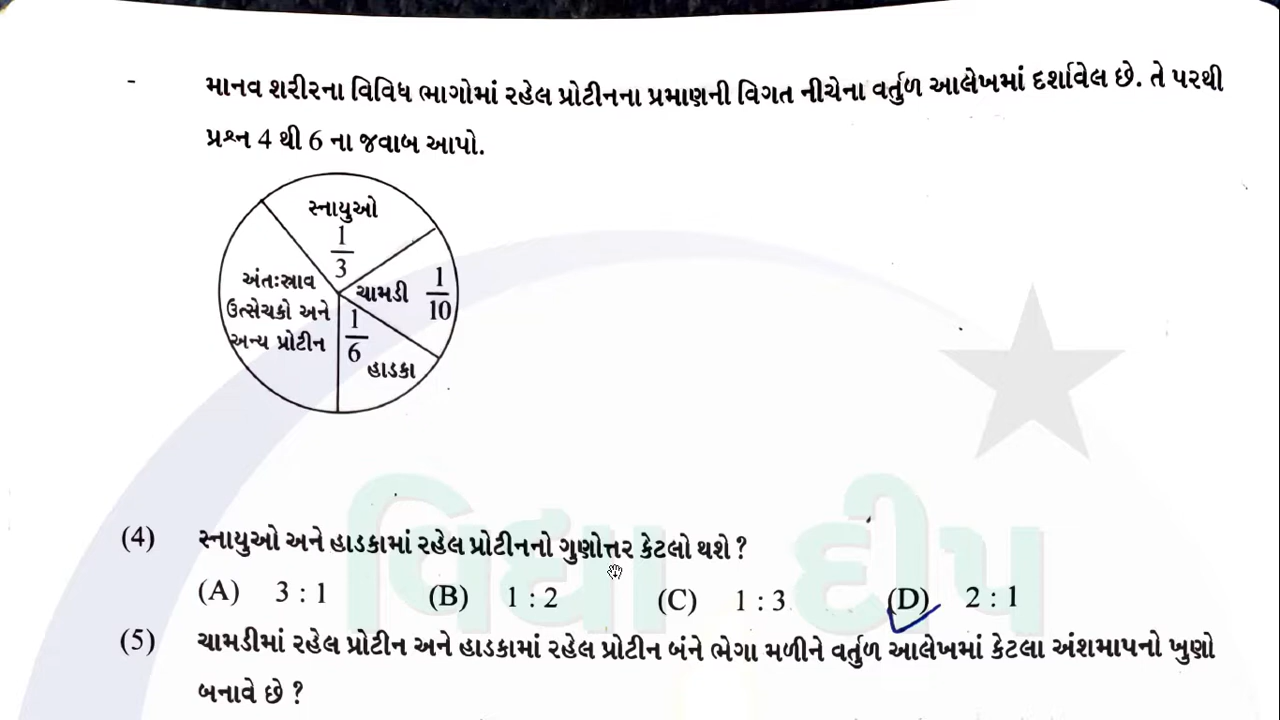 - માનવ શરીરના વિવિધ ભાગોમાં રહેલ પ્રોટીનના પ્રમાણની વિગત નીચેના વર્તુળ આલેખમાં દર્શાવેલ છે. તે પરથી
પ્રશ્ન 4 થી 6 ના જવાબ આપો.
સ્નાયુઓ
1/3
ચામડી 1/10
અંતઃસ્રાવ
ઉત્સેચકો અને
અન્ય પ્રોટીન
1/6
હાડકા
વિદ્યા દીપ
(4) સ્નાયુઓ અને હાડકામાં રહેલ પ્રોટીનનો ગુણોત્તર કેટલો થશે ?
(A) 3 : 1 (B) 1 : 2 (C) 1 : 3 (D) 2 : 1
(5) ચામડીમાં રહેલ પ્રોટીન અને હાડકામાં રહેલ પ્રોટીન બંને ભેગા મળીને વર્તુળ આલેખમાં કેટલા અંશમાપનો ખુણો
બનાવે છે ?